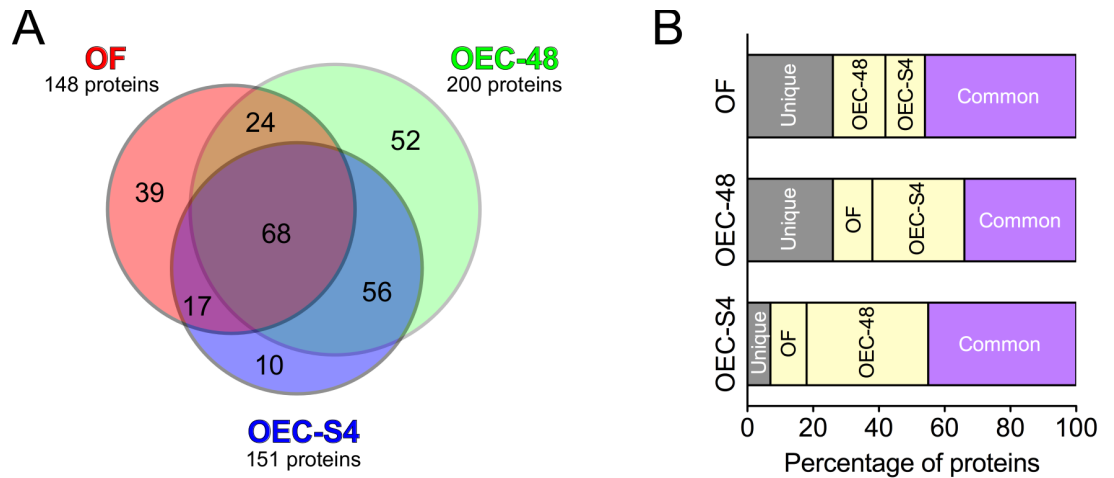 A
OF
148 proteins
OEC-48
200 proteins
24
52
39
68
17
56
10
OEC-S4
151 proteins
B
OF
Unique
OEC-48
OEC-S4
Common
OEC-48
Unique
OF
OEC-S4
Common
OEC-S4
Unique
OF
OEC-48
Common
0 20 40 60 80 100
Percentage of proteins